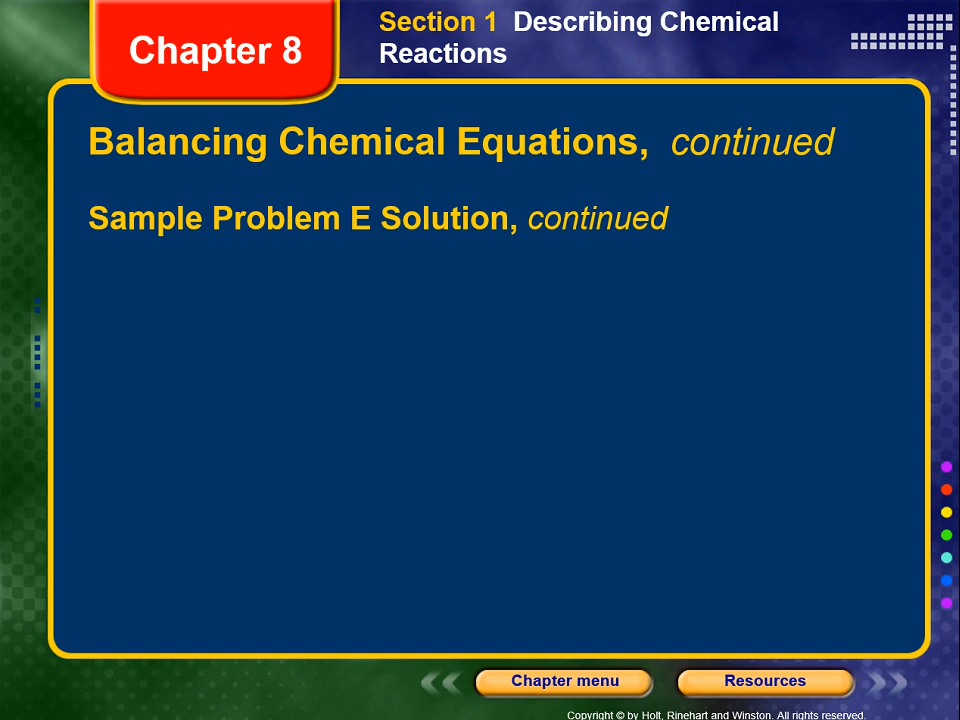 Chapter 8
Section 1 Describing Chemical
Reactions
Balancing Chemical Equations, continued
Sample Problem E Solution, continued
Chapter menu
Resources
Copyright © by Holt, Rinehart and Winston. All rights reserved.